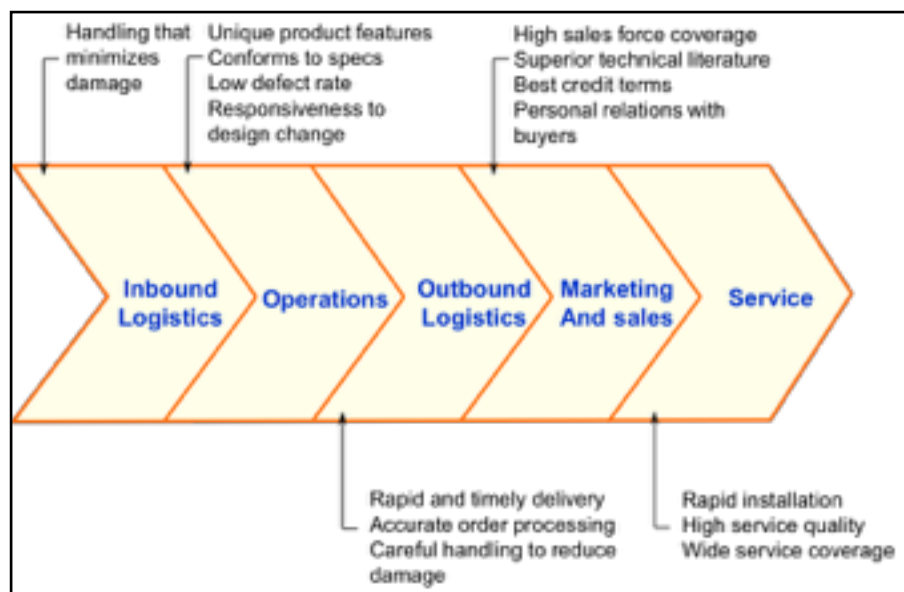 Handling that
minimizes
damage
Unique product features
Conforms to specs
Low defect rate
Responsiveness to
design change
High sales force coverage
Superior technical literature
Best credit terms
Personal relations with
buyers
Inbound
Logistics
Operations
Outbound
Logistics
Marketing
And sales
Service
Rapid and timely delivery
Accurate order processing
Careful handling to reduce
damage
Rapid installation
High service quality
Wide service coverage